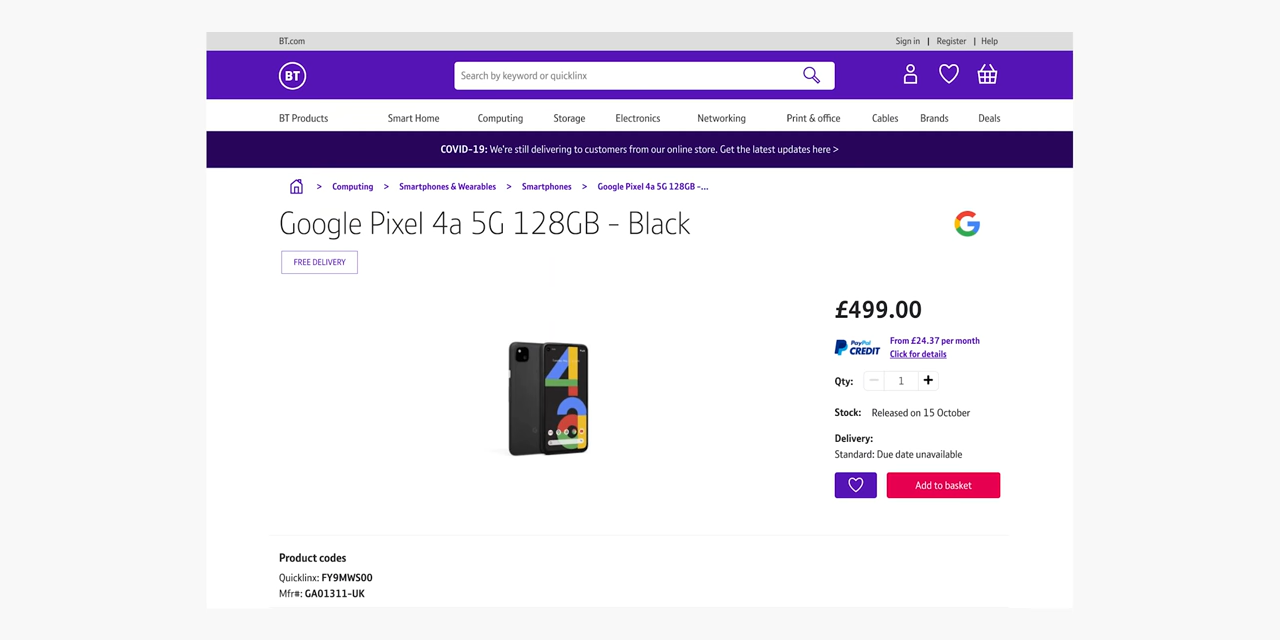 BT.com
Sign in | Register | Help
BT
Search by keyword or quicklinx
BT Products Smart Home Computing Storage Electronics Networking Print & office Cables Brands Deals
COVID-19: We're still delivering to customers from our online store. Get the latest updates here >
> Computing > Smartphones & Wearables > Smartphones > Google Pixel 4a 5G 128GB -...
Google Pixel 4a 5G 128GB - Black
FREE DELIVERY
4a
£499.00
PayPal CREDIT
From £24.37 per month
Click for details
Qty: − 1 +
Stock: Released on 15 October
Delivery:
Standard: Due date unavailable
Add to basket
Product codes
Quicklinx: FY9MWS00
Mfr#: GA01311-UK